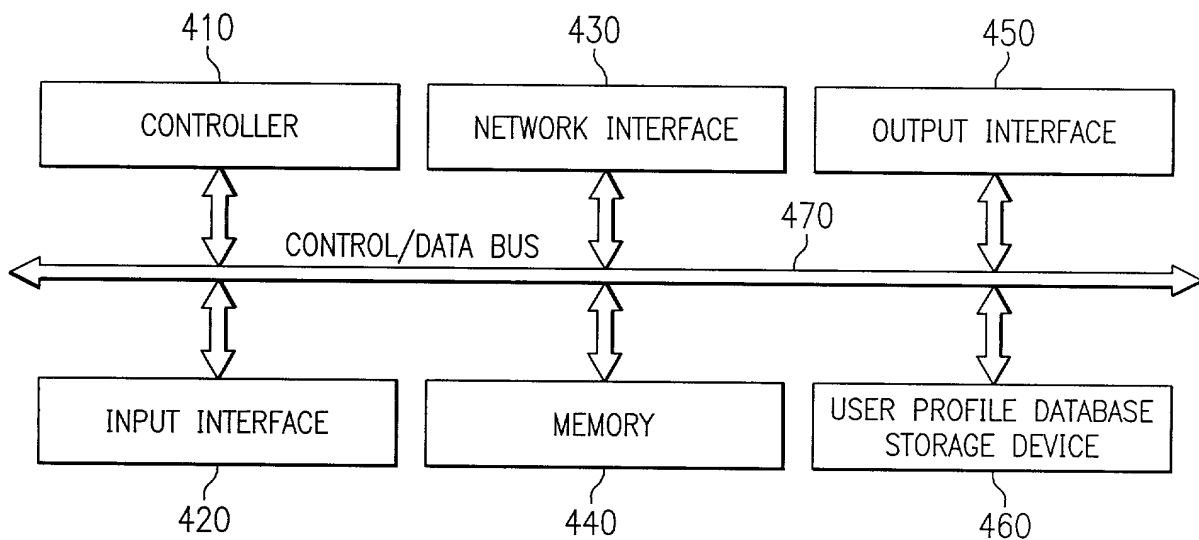 410
430
450
CONTROLLER
NETWORK INTERFACE
OUTPUT INTERFACE
470
CONTROL/DATA BUS
INPUT INTERFACE
MEMORY
USER PROFILE DATABASE
STORAGE DEVICE
420
440
460